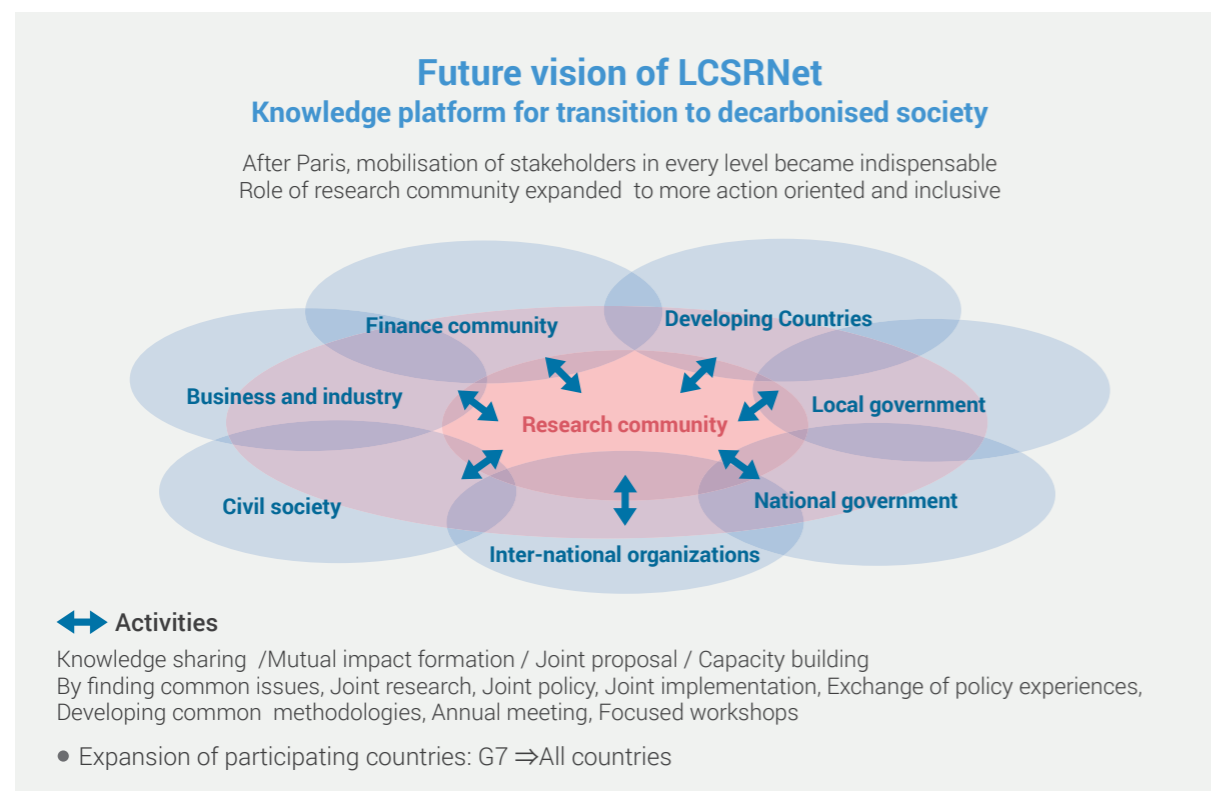 Future vision of LCSRNet
Knowledge platform for transition to decarbonised society
After Paris, mobilisation of stakeholders in every level became indispensable
Role of research community expanded to more action oriented and inclusive
Finance community
Developing Countries
Business and industry
Local government
Research community
Civil society
National government
Inter-national organizations
Activities
Knowledge sharing /Mutual impact formation / Joint proposal / Capacity building
By finding common issues, Joint research, Joint policy, Joint implementation, Exchange of policy experiences,
Developing common methodologies, Annual meeting, Focused workshops
● Expansion of participating countries: G7 ⇒All countries